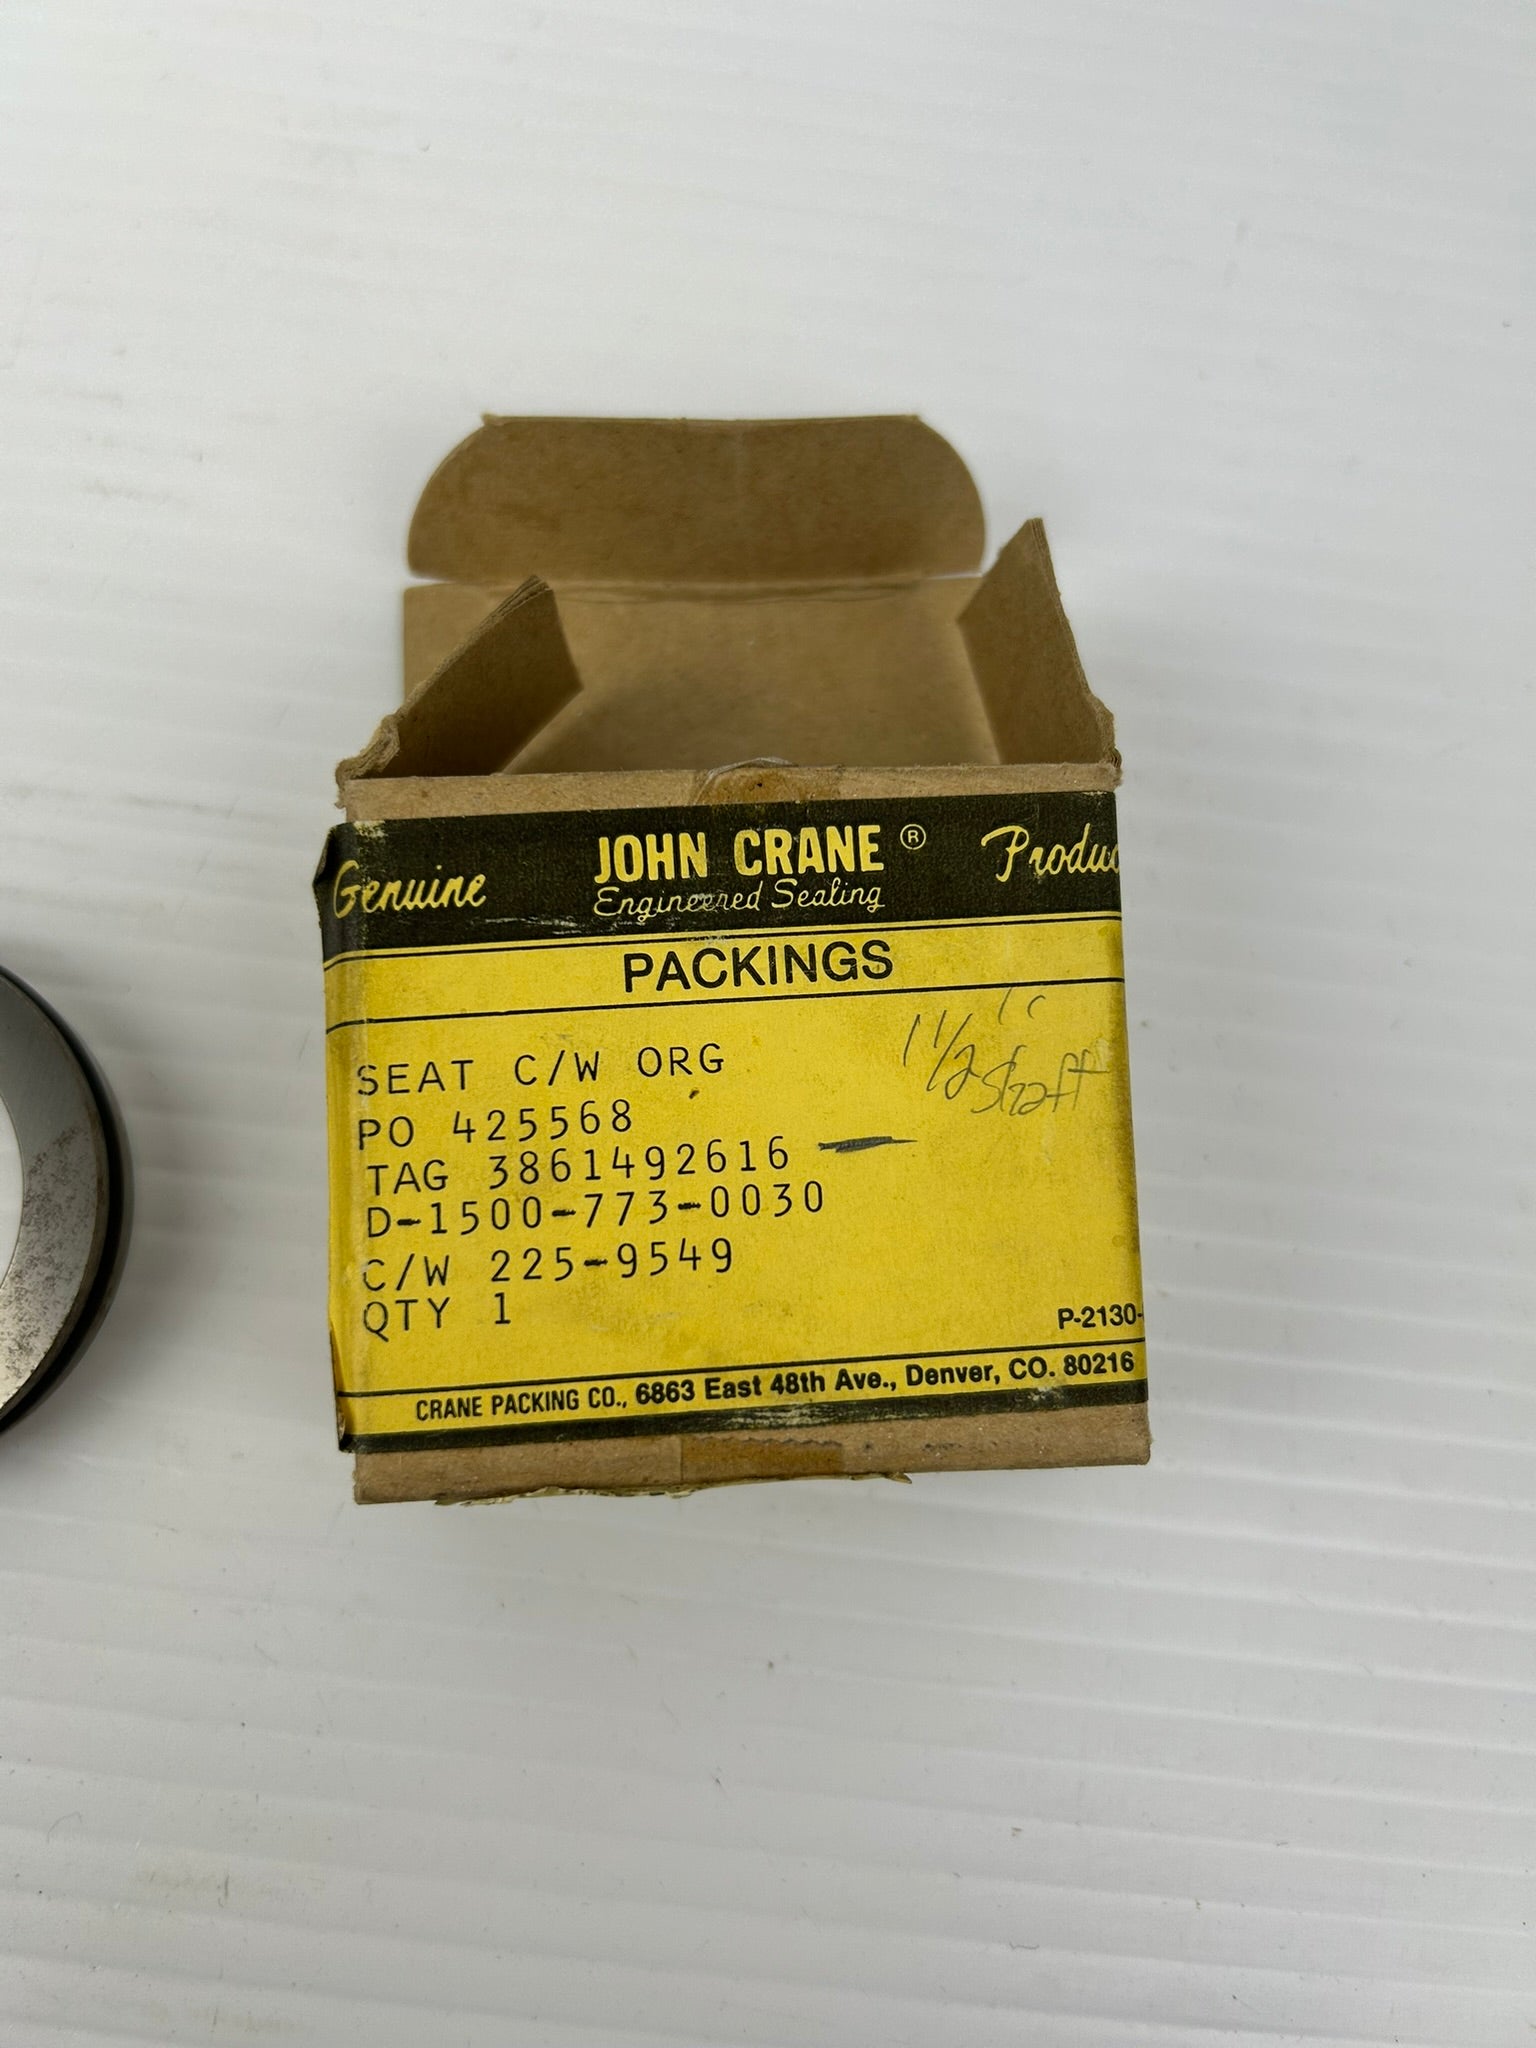 Genuine JOHN CRANE® Produc
Engineered Sealing
PACKINGS
1 1/2" Shaft
SEAT C/W ORG
PO 425568
TAG 3861492616
D-1500-773-0030
C/W 225-9549
QTY 1
P-2130-
CRANE PACKING CO., 6863 East 48th Ave., Denver, CO. 80216